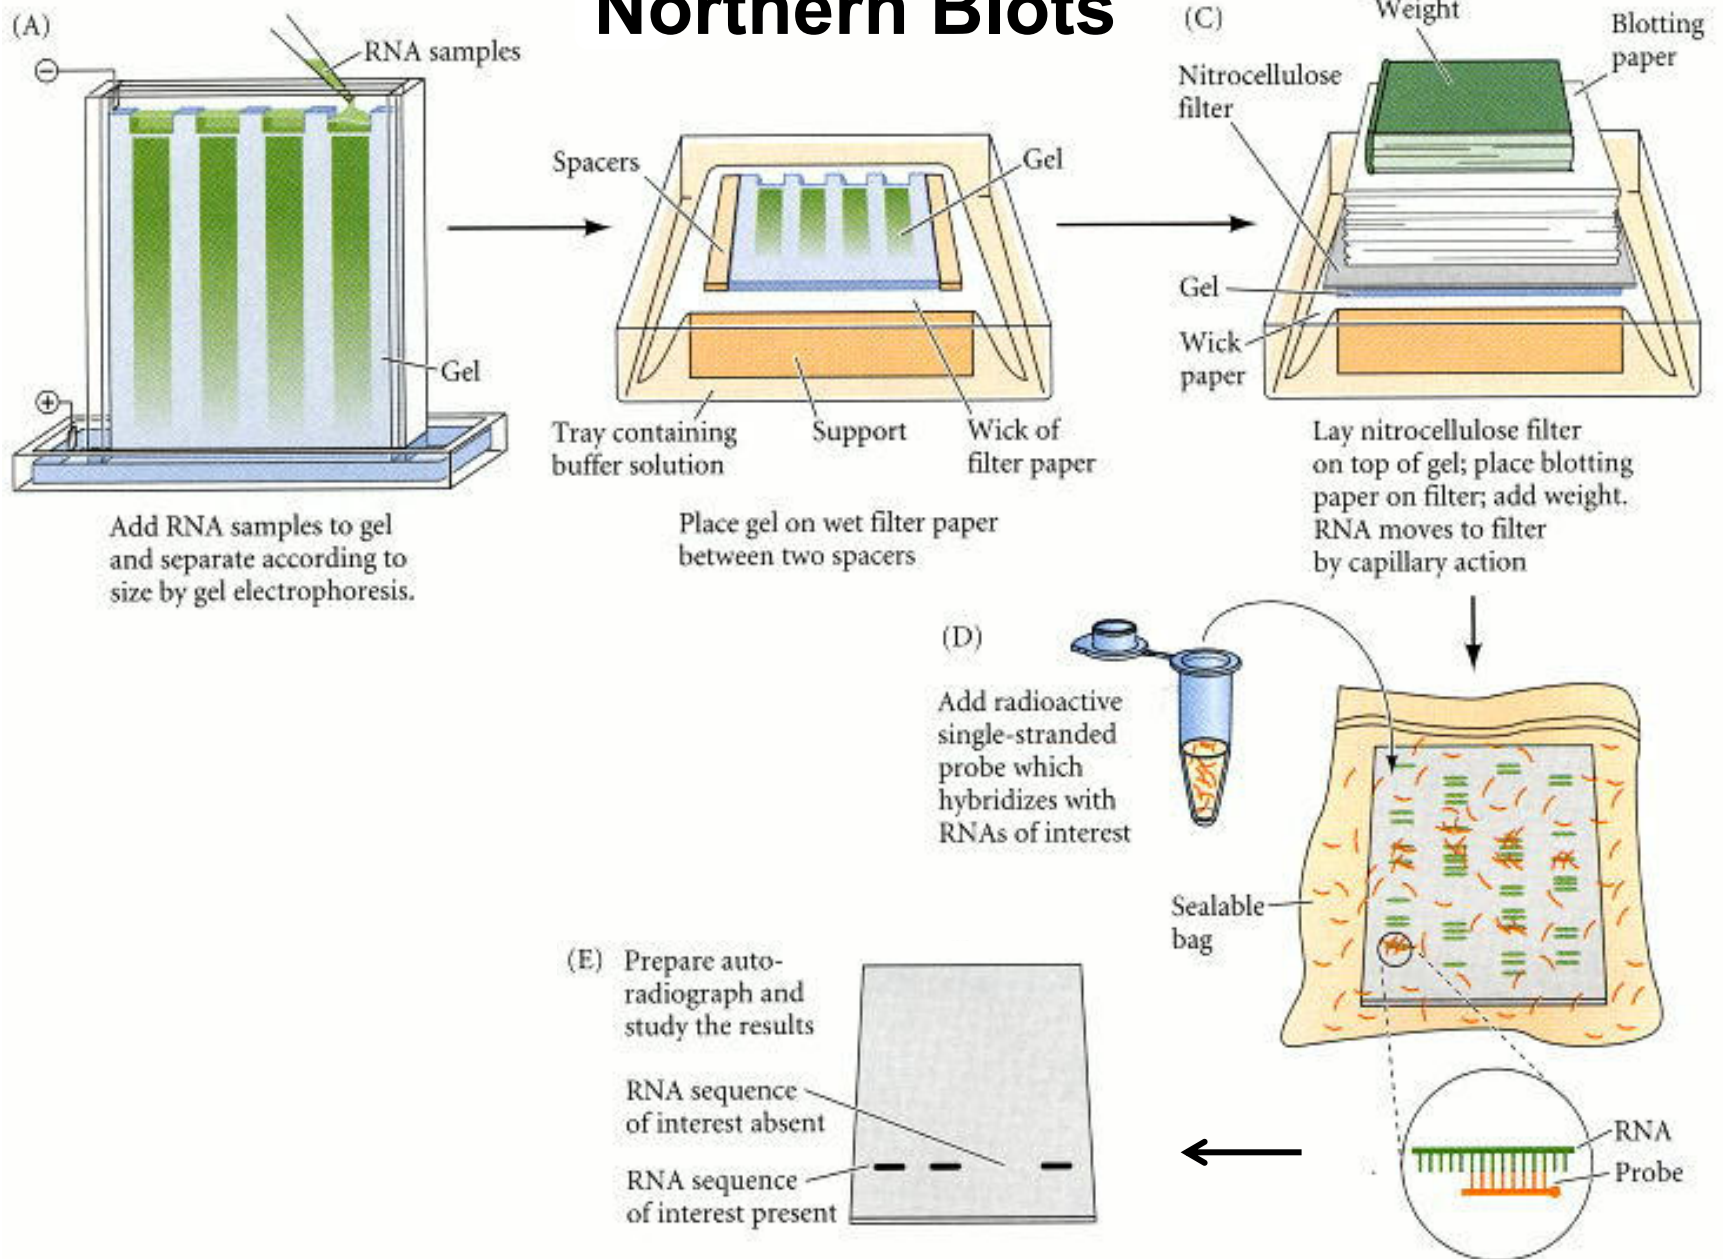 Northern Blots
(A)
RNA samples
−
+
Gel
Add RNA samples to gel
and separate according to
size by gel electrophoresis.
Spacers
Gel
Tray containing
buffer solution
Support
Wick of
filter paper
Place gel on wet filter paper
between two spacers
(C)
Weight
Blotting
paper
Nitrocellulose
filter
Gel
Wick
paper
Lay nitrocellulose filter
on top of gel; place blotting
paper on filter; add weight.
RNA moves to filter
by capillary action
(D)
Add radioactive
single-stranded
probe which
hybridizes with
RNAs of interest
Sealable
bag
RNA
Probe
(E) Prepare auto-
radiograph and
study the results
RNA sequence
of interest absent
RNA sequence
of interest present